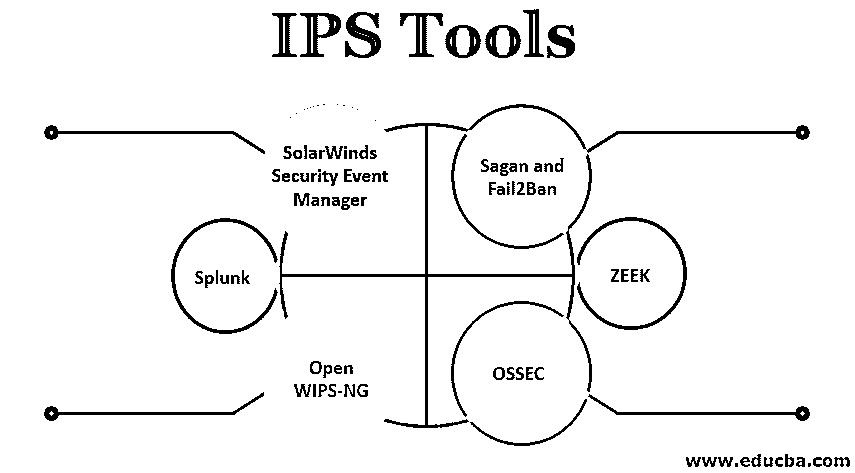 IPS Tools
SolarWinds
Security Event
Manager
Sagan and
Fail2Ban
Splunk
ZEEK
Open
WIPS-NG
OSSEC
www.educba.com